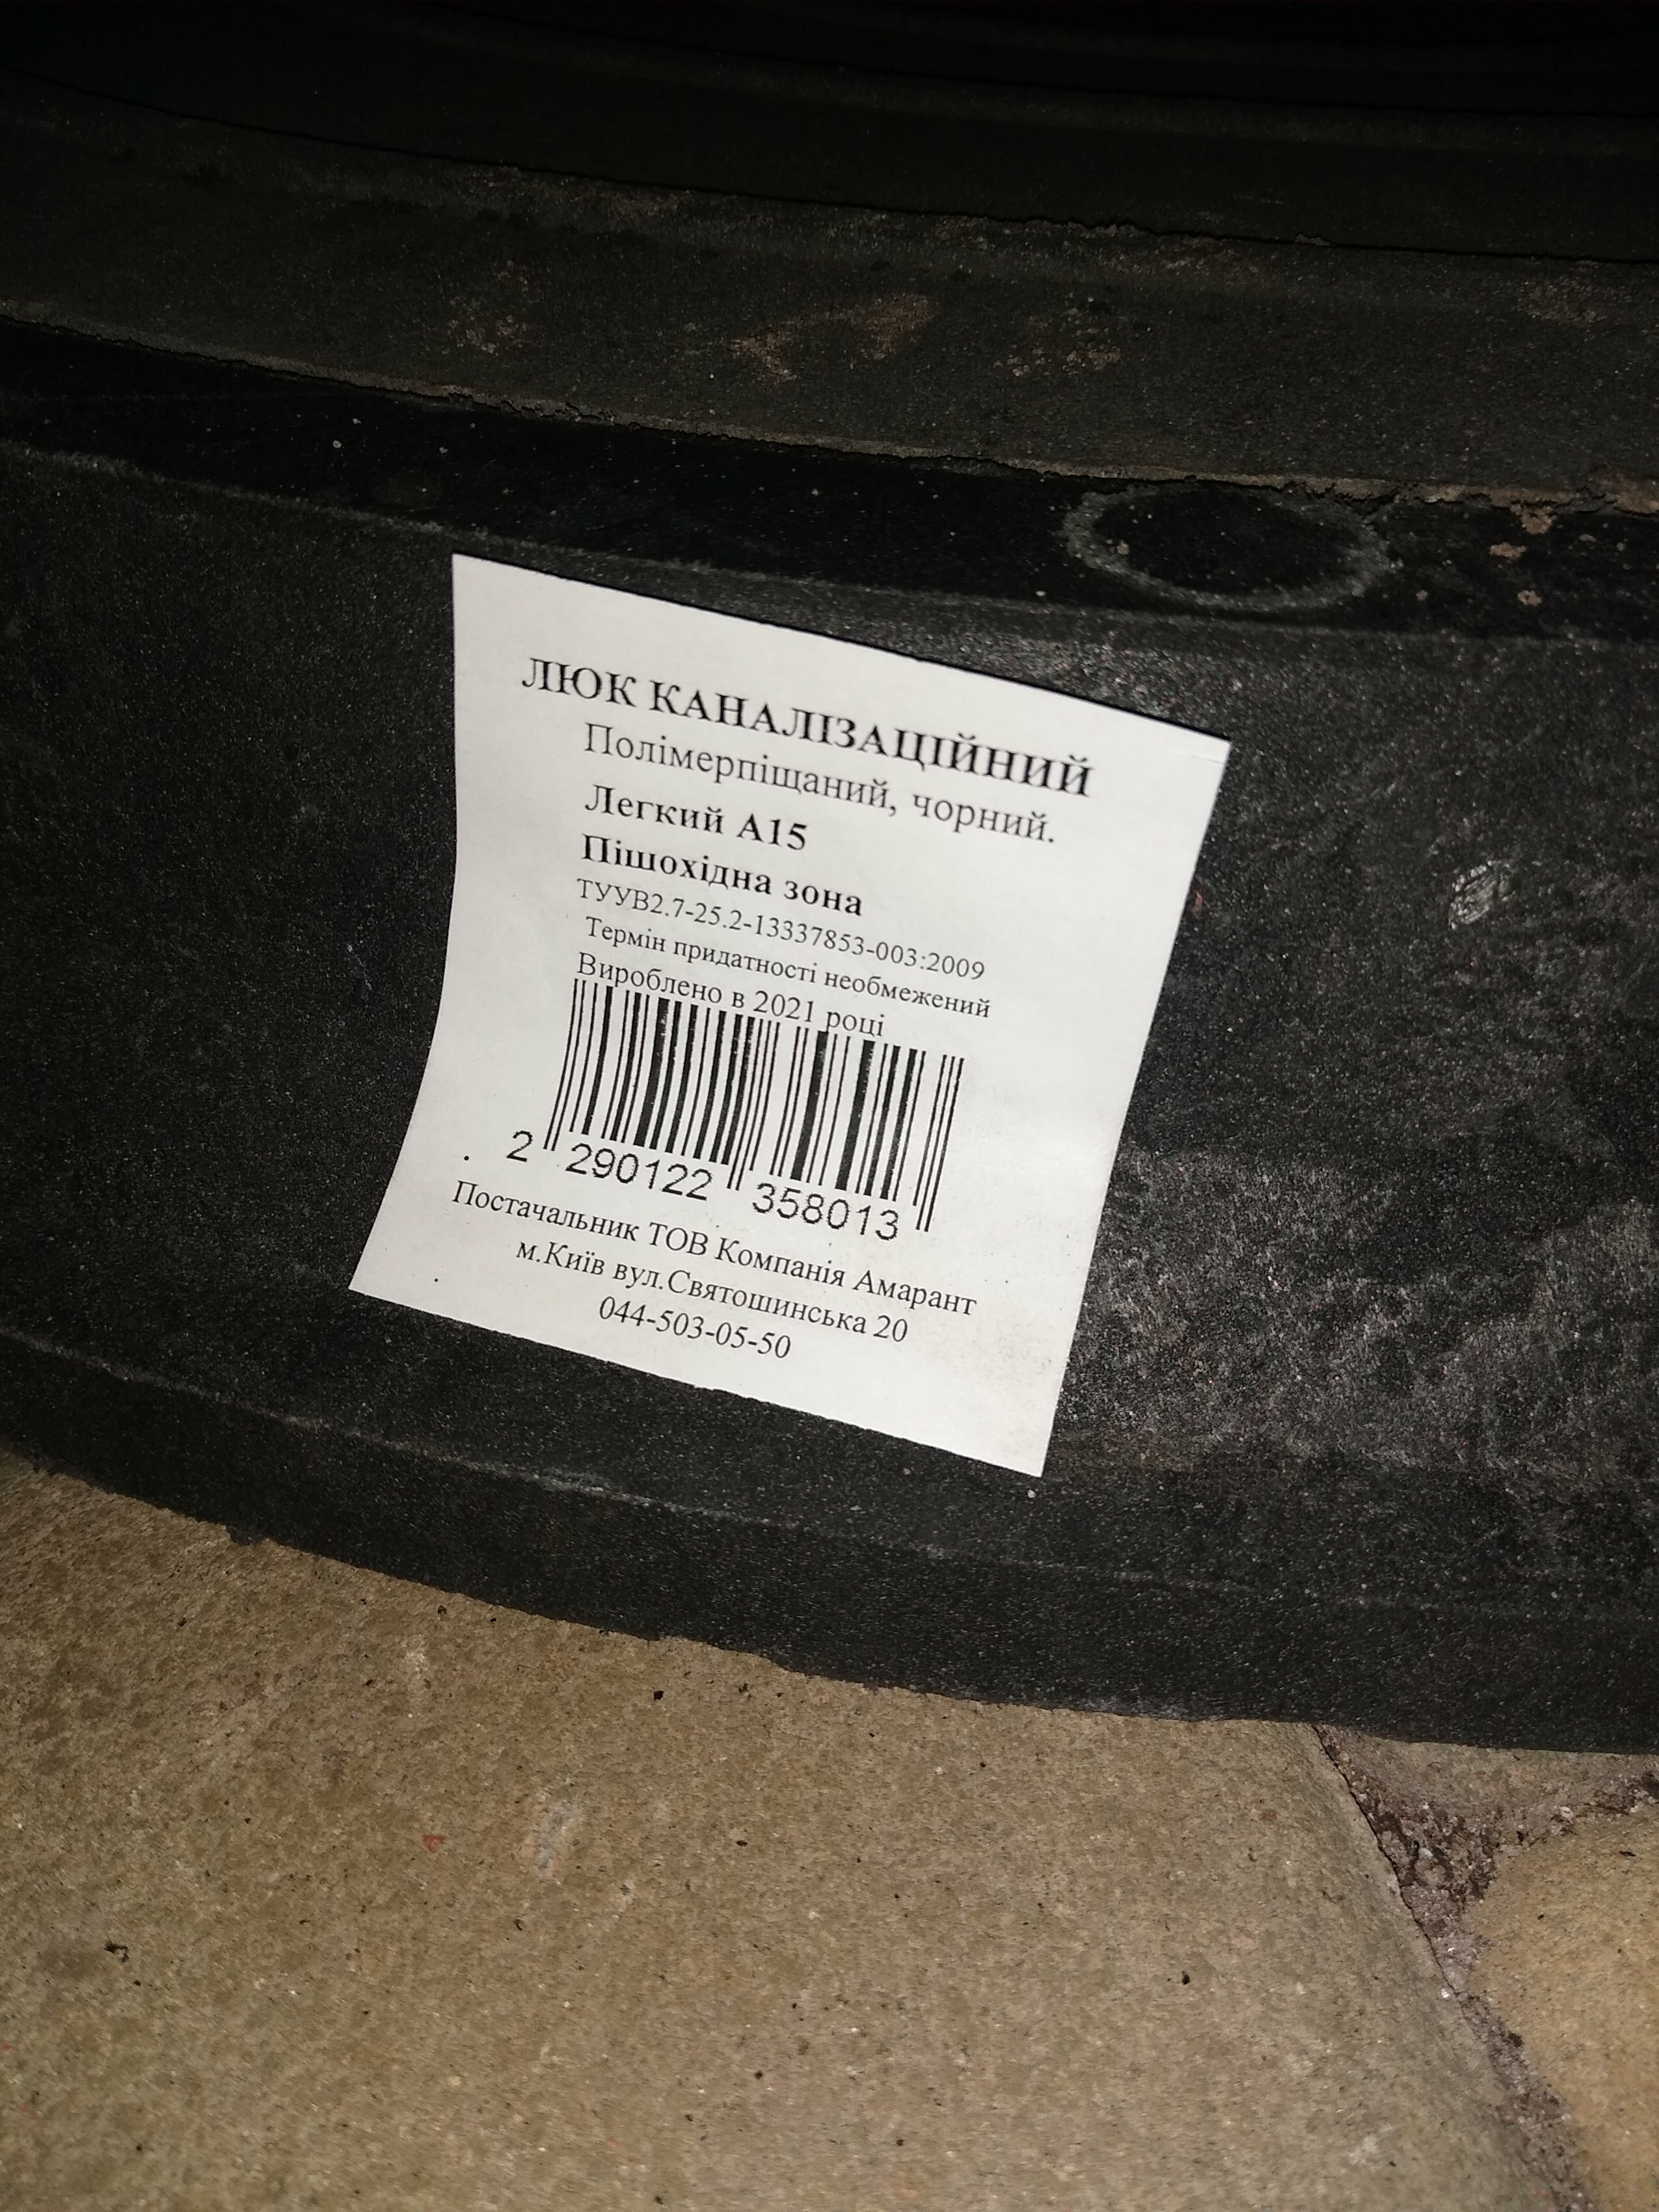 ЛЮК КАНАЛІЗАЦІЙНИЙ
Полімерпіщаний, чорний.
Легкий А15
Пішохідна зона
ТУУВ2.7-25.2-13337853-003:2009
Термін придатності необмежений
Вироблено в 2021 році
2 290122 358013
Постачальник ТОВ Компанія Амарант
м.Київ вул.Святошинська 20
044-503-05-50